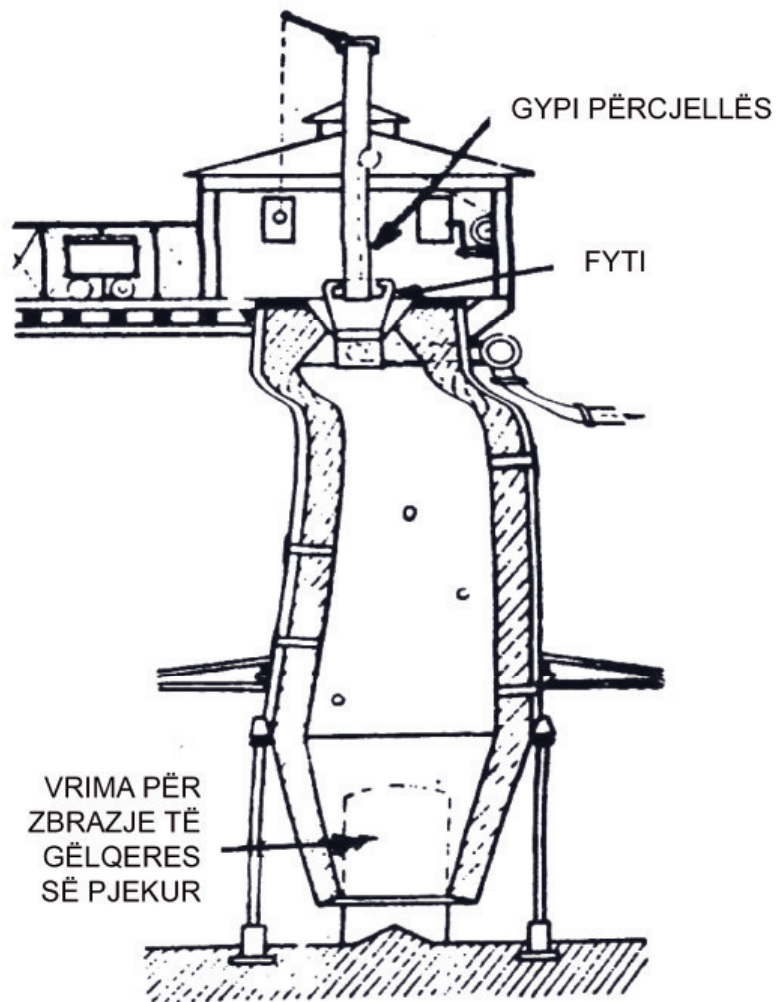 GYPI PËRCJELLËS
FYTI
VRIMA PËR
ZBRAZJE TË
GËLQERES
SË PJEKUR